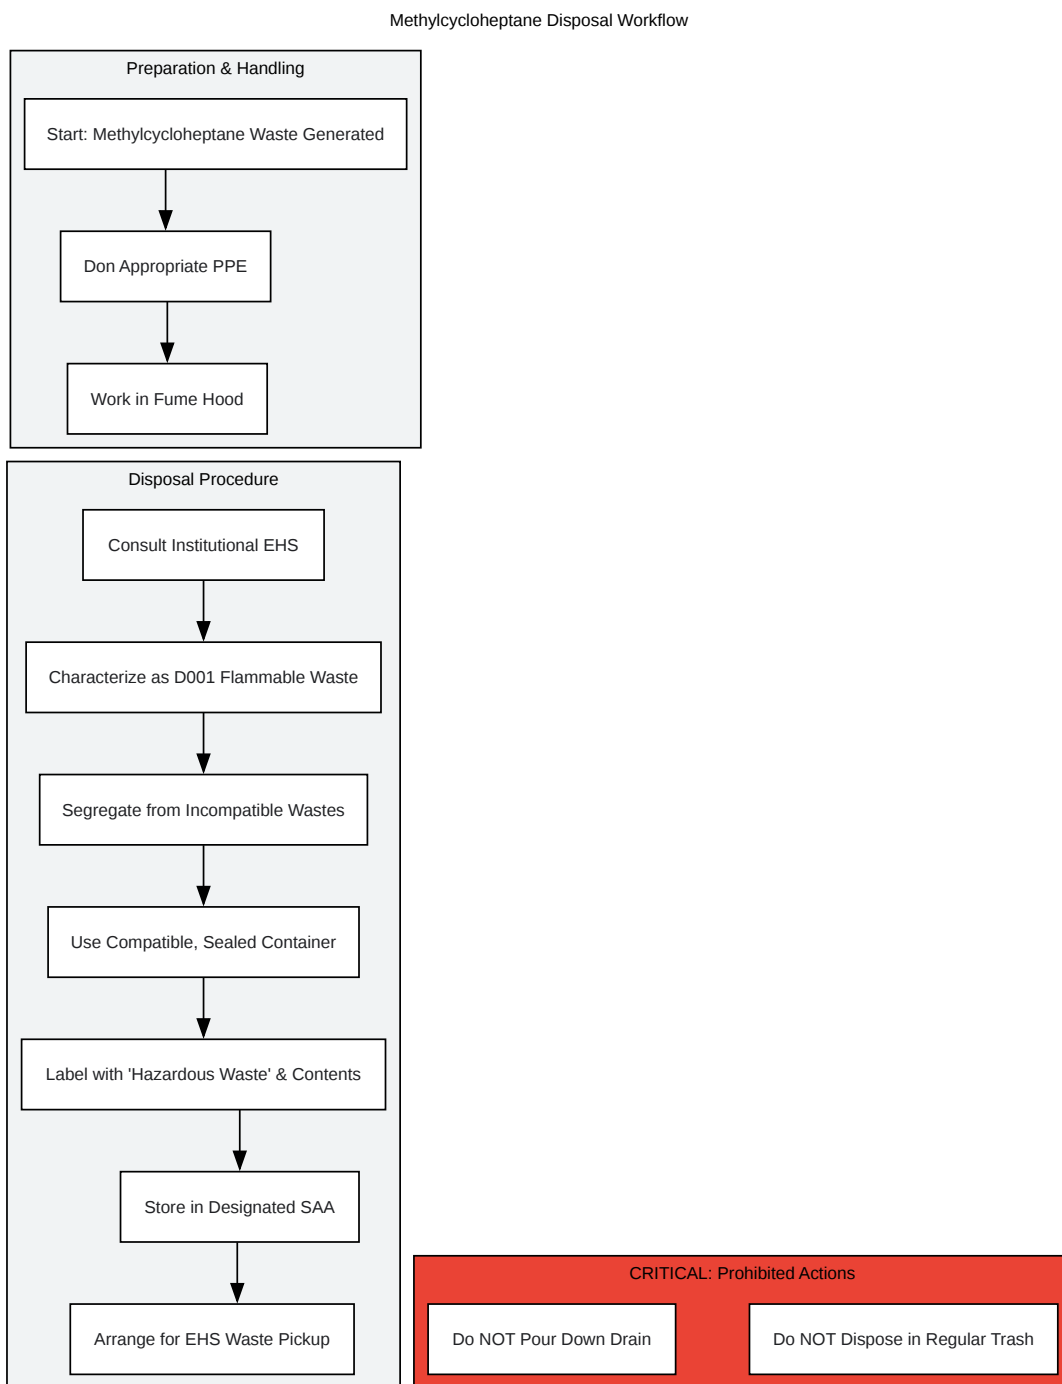 Methylcycloheptane Disposal Workflow
Preparation & Handling
Start: Methylcycloheptane Waste Generated
Don Appropriate PPE
Work in Fume Hood
Disposal Procedure
Consult Institutional EHS
Characterize as D001 Flammable Waste
Segregate from Incompatible Wastes
Use Compatible, Sealed Container
Label with 'Hazardous Waste' & Contents
Store in Designated SAA
Arrange for EHS Waste Pickup
CRITICAL: Prohibited Actions
Do NOT Pour Down Drain
Do NOT Dispose in Regular Trash